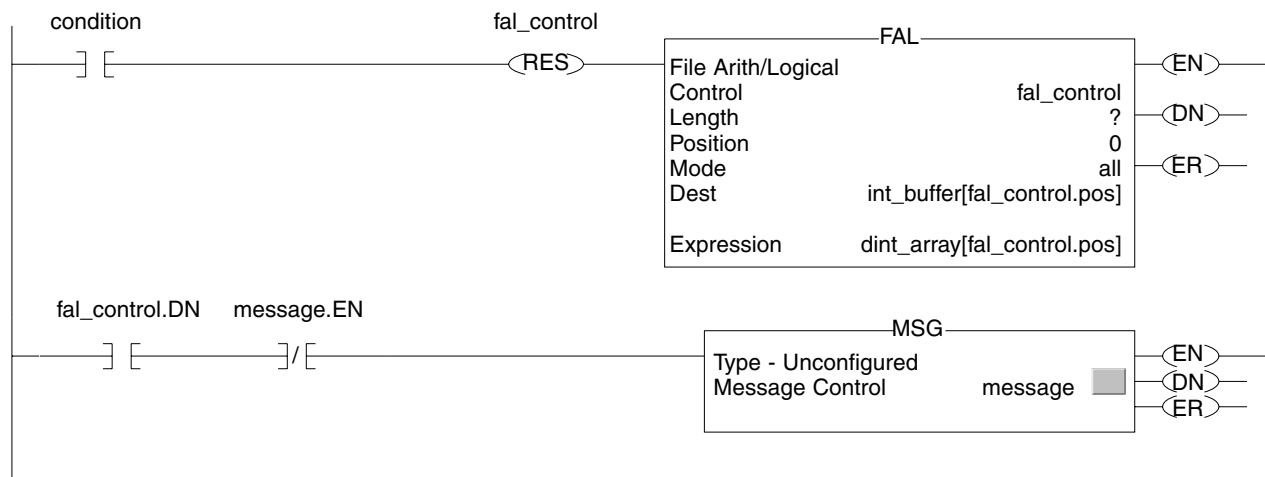 condition
fal_control
RES
FAL
File Arith/Logical
Control fal_control
Length ?
Position 0
Mode all
Dest int_buffer[fal_control.pos]
Expression dint_array[fal_control.pos]
EN
DN
ER
fal_control.DN
message.EN
MSG
Type - Unconfigured
Message Control message
EN
DN
ER